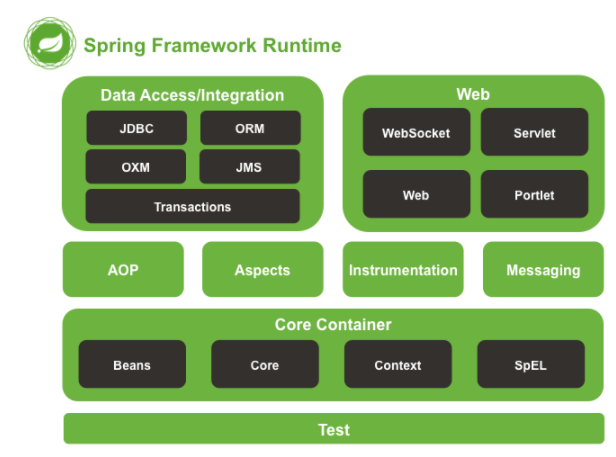 Spring Framework Runtime
Data Access/Integration
JDBC
ORM
OXM
JMS
Transactions
Web
WebSocket
Servlet
Web
Portlet
AOP
Aspects
Instrumentation
Messaging
Core Container
Beans
Core
Context
SpEL
Test